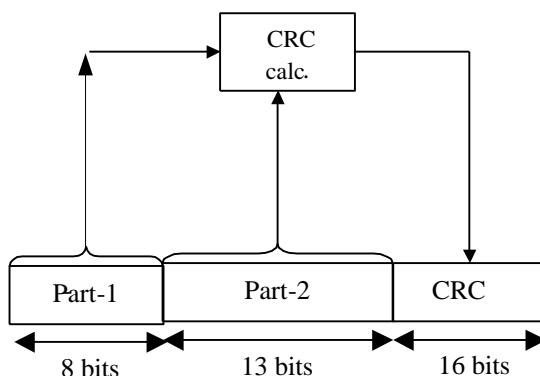 CRC
calc.
Part-1
Part-2
CRC
8 bits
13 bits
16 bits